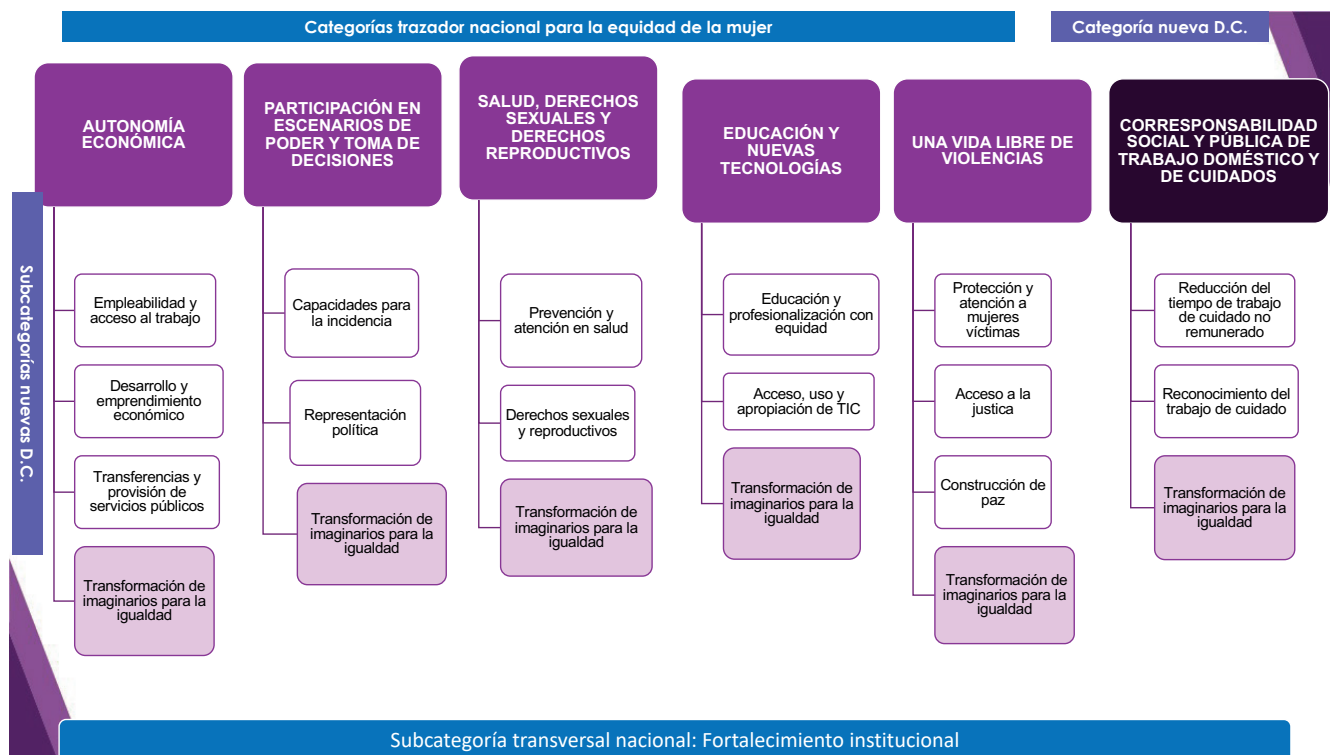 Categorías trazador nacional para la equidad de la mujer
Categoría nueva D.C.
AUTONOMÍA
ECONÓMICA
PARTICIPACIÓN EN
ESCENARIOS DE
PODER Y TOMA DE
DECISIONES
SALUD, DERECHOS
SEXUALES Y
DERECHOS
REPRODUCTIVOS
EDUCACIÓN Y
NUEVAS
TECNOLOGÍAS
UNA VIDA LIBRE DE
VIOLENCIAS
CORRESPONSABILIDAD
SOCIAL Y PÚBLICA DE
TRABAJO DOMÉSTICO Y
DE CUIDADOS
Subcategorías nuevas D.C.
Empleabilidad y
acceso al trabajo
Desarrollo y
emprendimiento
económico
Transferencias y
provisión de
servicios públicos
Transformación de
imaginarios para la
igualdad
Capacidades para
la incidencia
Representación
política
Transformación de
imaginarios para la
igualdad
Prevención y
atención en salud
Derechos sexuales
y reproductivos
Transformación de
imaginarios para la
igualdad
Educación y
profesionalización con
equidad
Acceso, uso y
apropiación de TIC
Transformación de
imaginarios para la
igualdad
Protección y
atención a
mujeres
víctimas
Acceso a la
justicia
Construcción de
paz
Transformación de
imaginarios para la
igualdad
Reducción del
tiempo de trabajo
de cuidado no
remunerado
Reconocimiento del
trabajo de cuidado
Transformación de
imaginarios para la
igualdad
Subcategoría transversal nacional: Fortalecimiento institucional